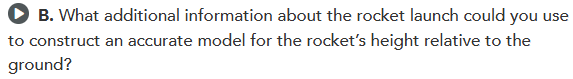 B. What additional information about the rocket launch could you use
to construct an accurate model for the rocket's height relative to the
ground?